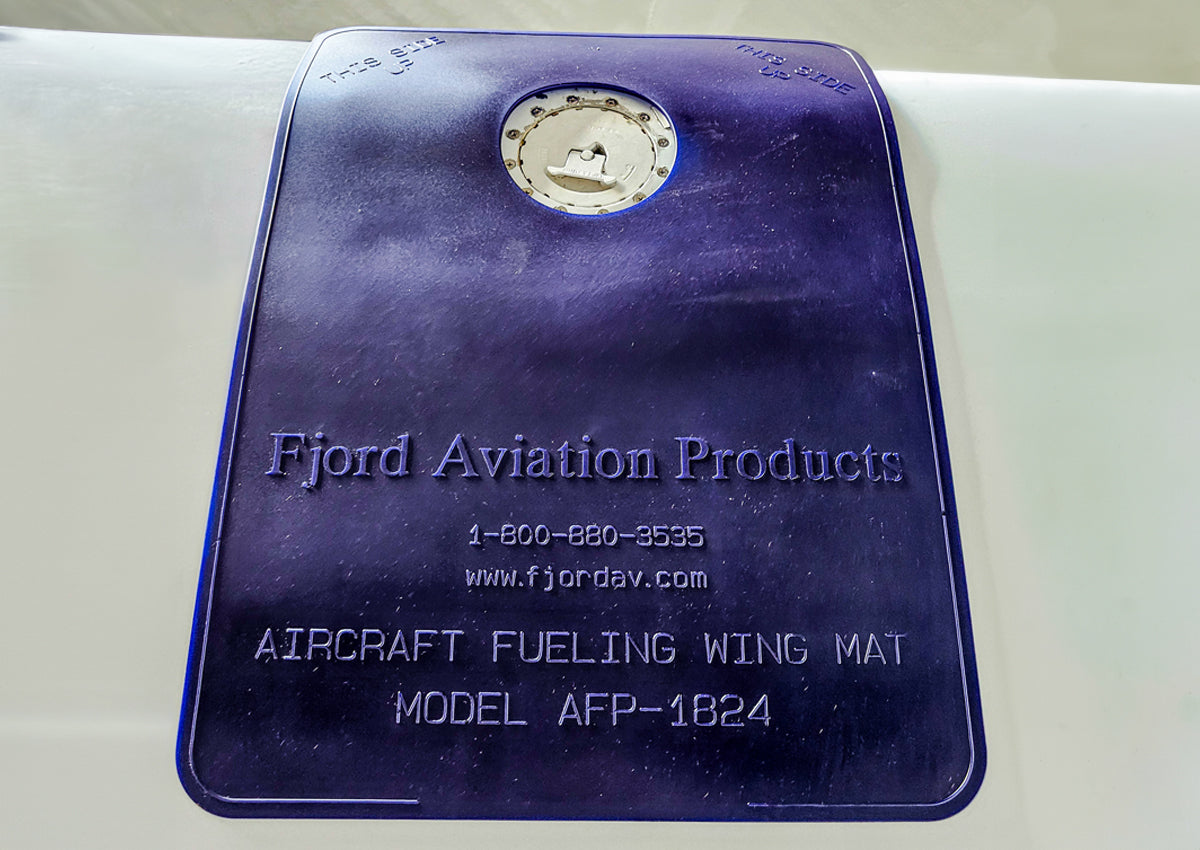 THIS SIDE
UP
THIS SIDE
UP
Fjord Aviation Products
1-800-880-3535
www.fjordav.com
AIRCRAFT FUELING WING MAT
MODEL AFP-1824